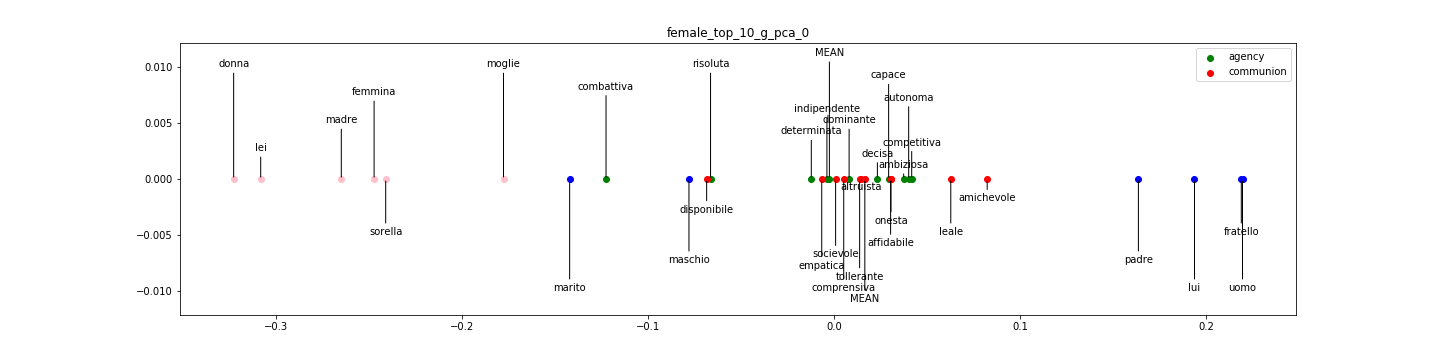 female_top_10_g_pca_0
agency
communion
MEAN
donna
moglie
risoluta
capace
combattiva
femmina
autonoma
indipendente
madre
dominante
determinata
lei
competitiva
decisa
ambiziosa
altruista
amichevole
disponibile
onesta
sorella
leale
fratello
affidabile
socievole
maschio
padre
empatica
tollerante
marito
comprensiva
lui
uomo
MEAN
0.010
0.005
0.000
−0.005
−0.010
−0.3
−0.2
−0.1
0.0
0.1
0.2